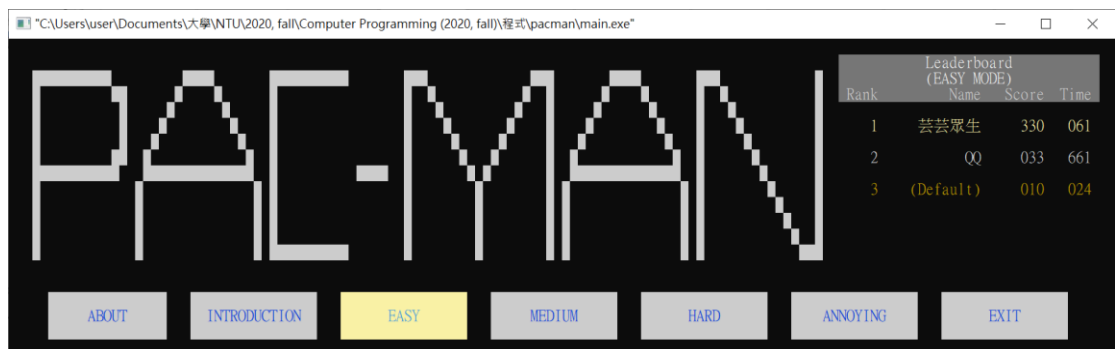 "C:\Users\user\Documents\大學\NTU\2020, fall\Computer Programming (2020, fall)\程式\pacman\main.exe"
PAC-MAN
Leaderboard
(EASY MODE)
Rank Name Score Time
1 芸芸眾生 330 061
2 QQ 033 661
3 (Default) 010 024
ABOUT INTRODUCTION EASY MEDIUM HARD ANNOYING EXIT